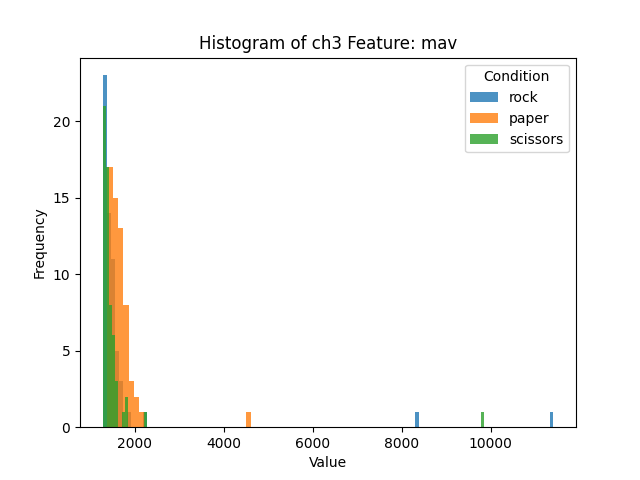 Histogram of ch3 Feature: mav
Condition
rock
paper
scissors
Frequency
20
15
10
5
0
2000 4000 6000 8000 10000
Value